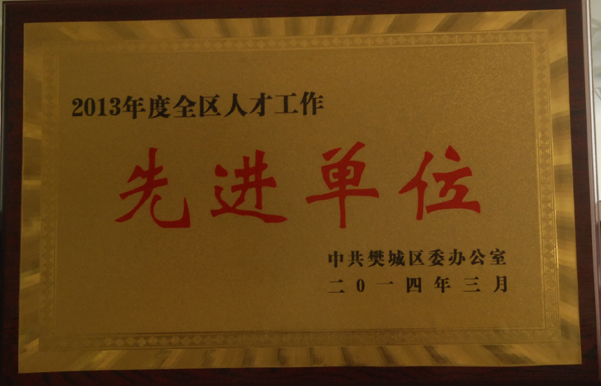 2013年度全区人才工作
先进单位
中共樊城区委办公室
二0一四年三月